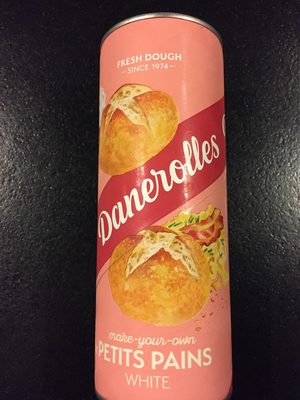 FRESH DOUGH
-- SINCE 1974 --
Danerolles
make-your-own
PETITS PAINS
WHITE